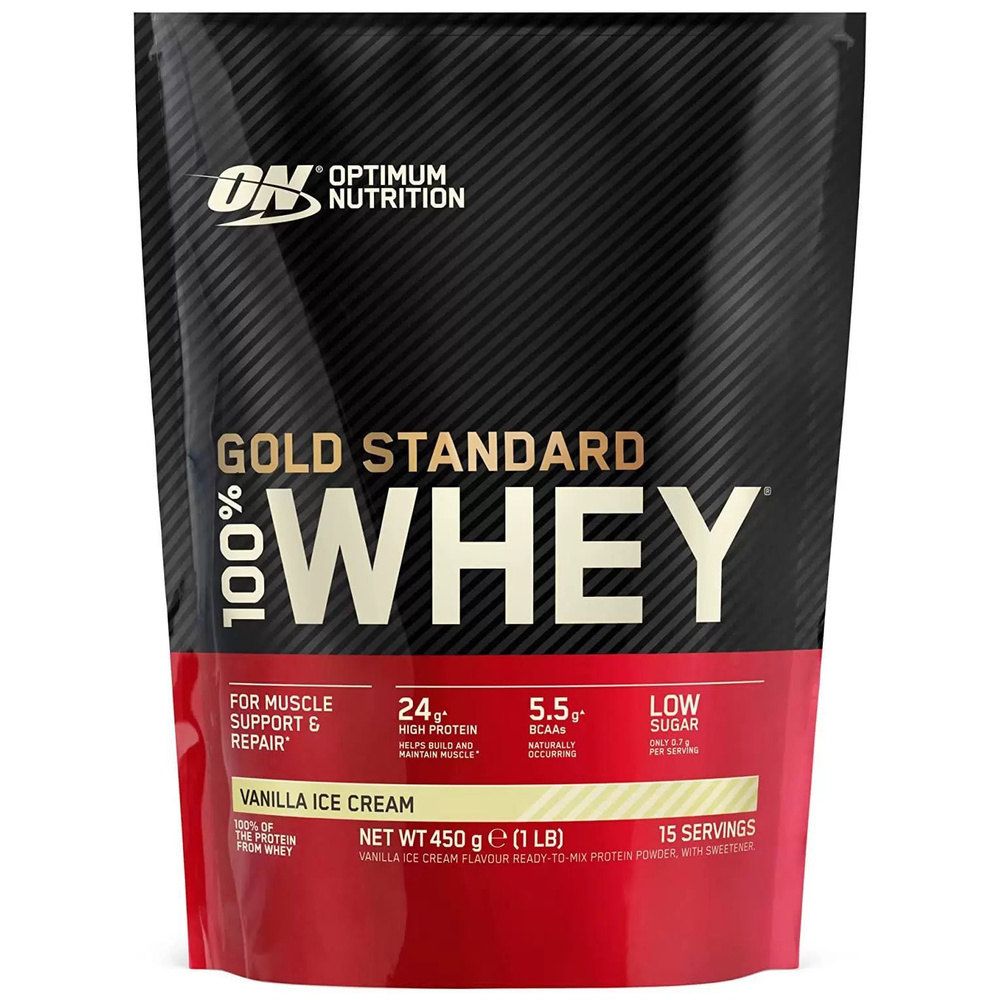 ON® OPTIMUM
NUTRITION
GOLD STANDARD
100% WHEY®
FOR MUSCLE
SUPPORT &
REPAIR*
24g▲
HIGH PROTEIN
HELPS BUILD AND
MAINTAIN MUSCLE*
5.5g▲
BCAAs
NATURALLY
OCCURRING
LOW
SUGAR
ONLY 0.7 g
PER SERVING
VANILLA ICE CREAM
100% OF
THE PROTEIN
FROM WHEY
NET WT 450 g ℮ (1 LB)
15 SERVINGS
VANILLA ICE CREAM FLAVOUR READY-TO-MIX PROTEIN POWDER, WITH SWEETENER.